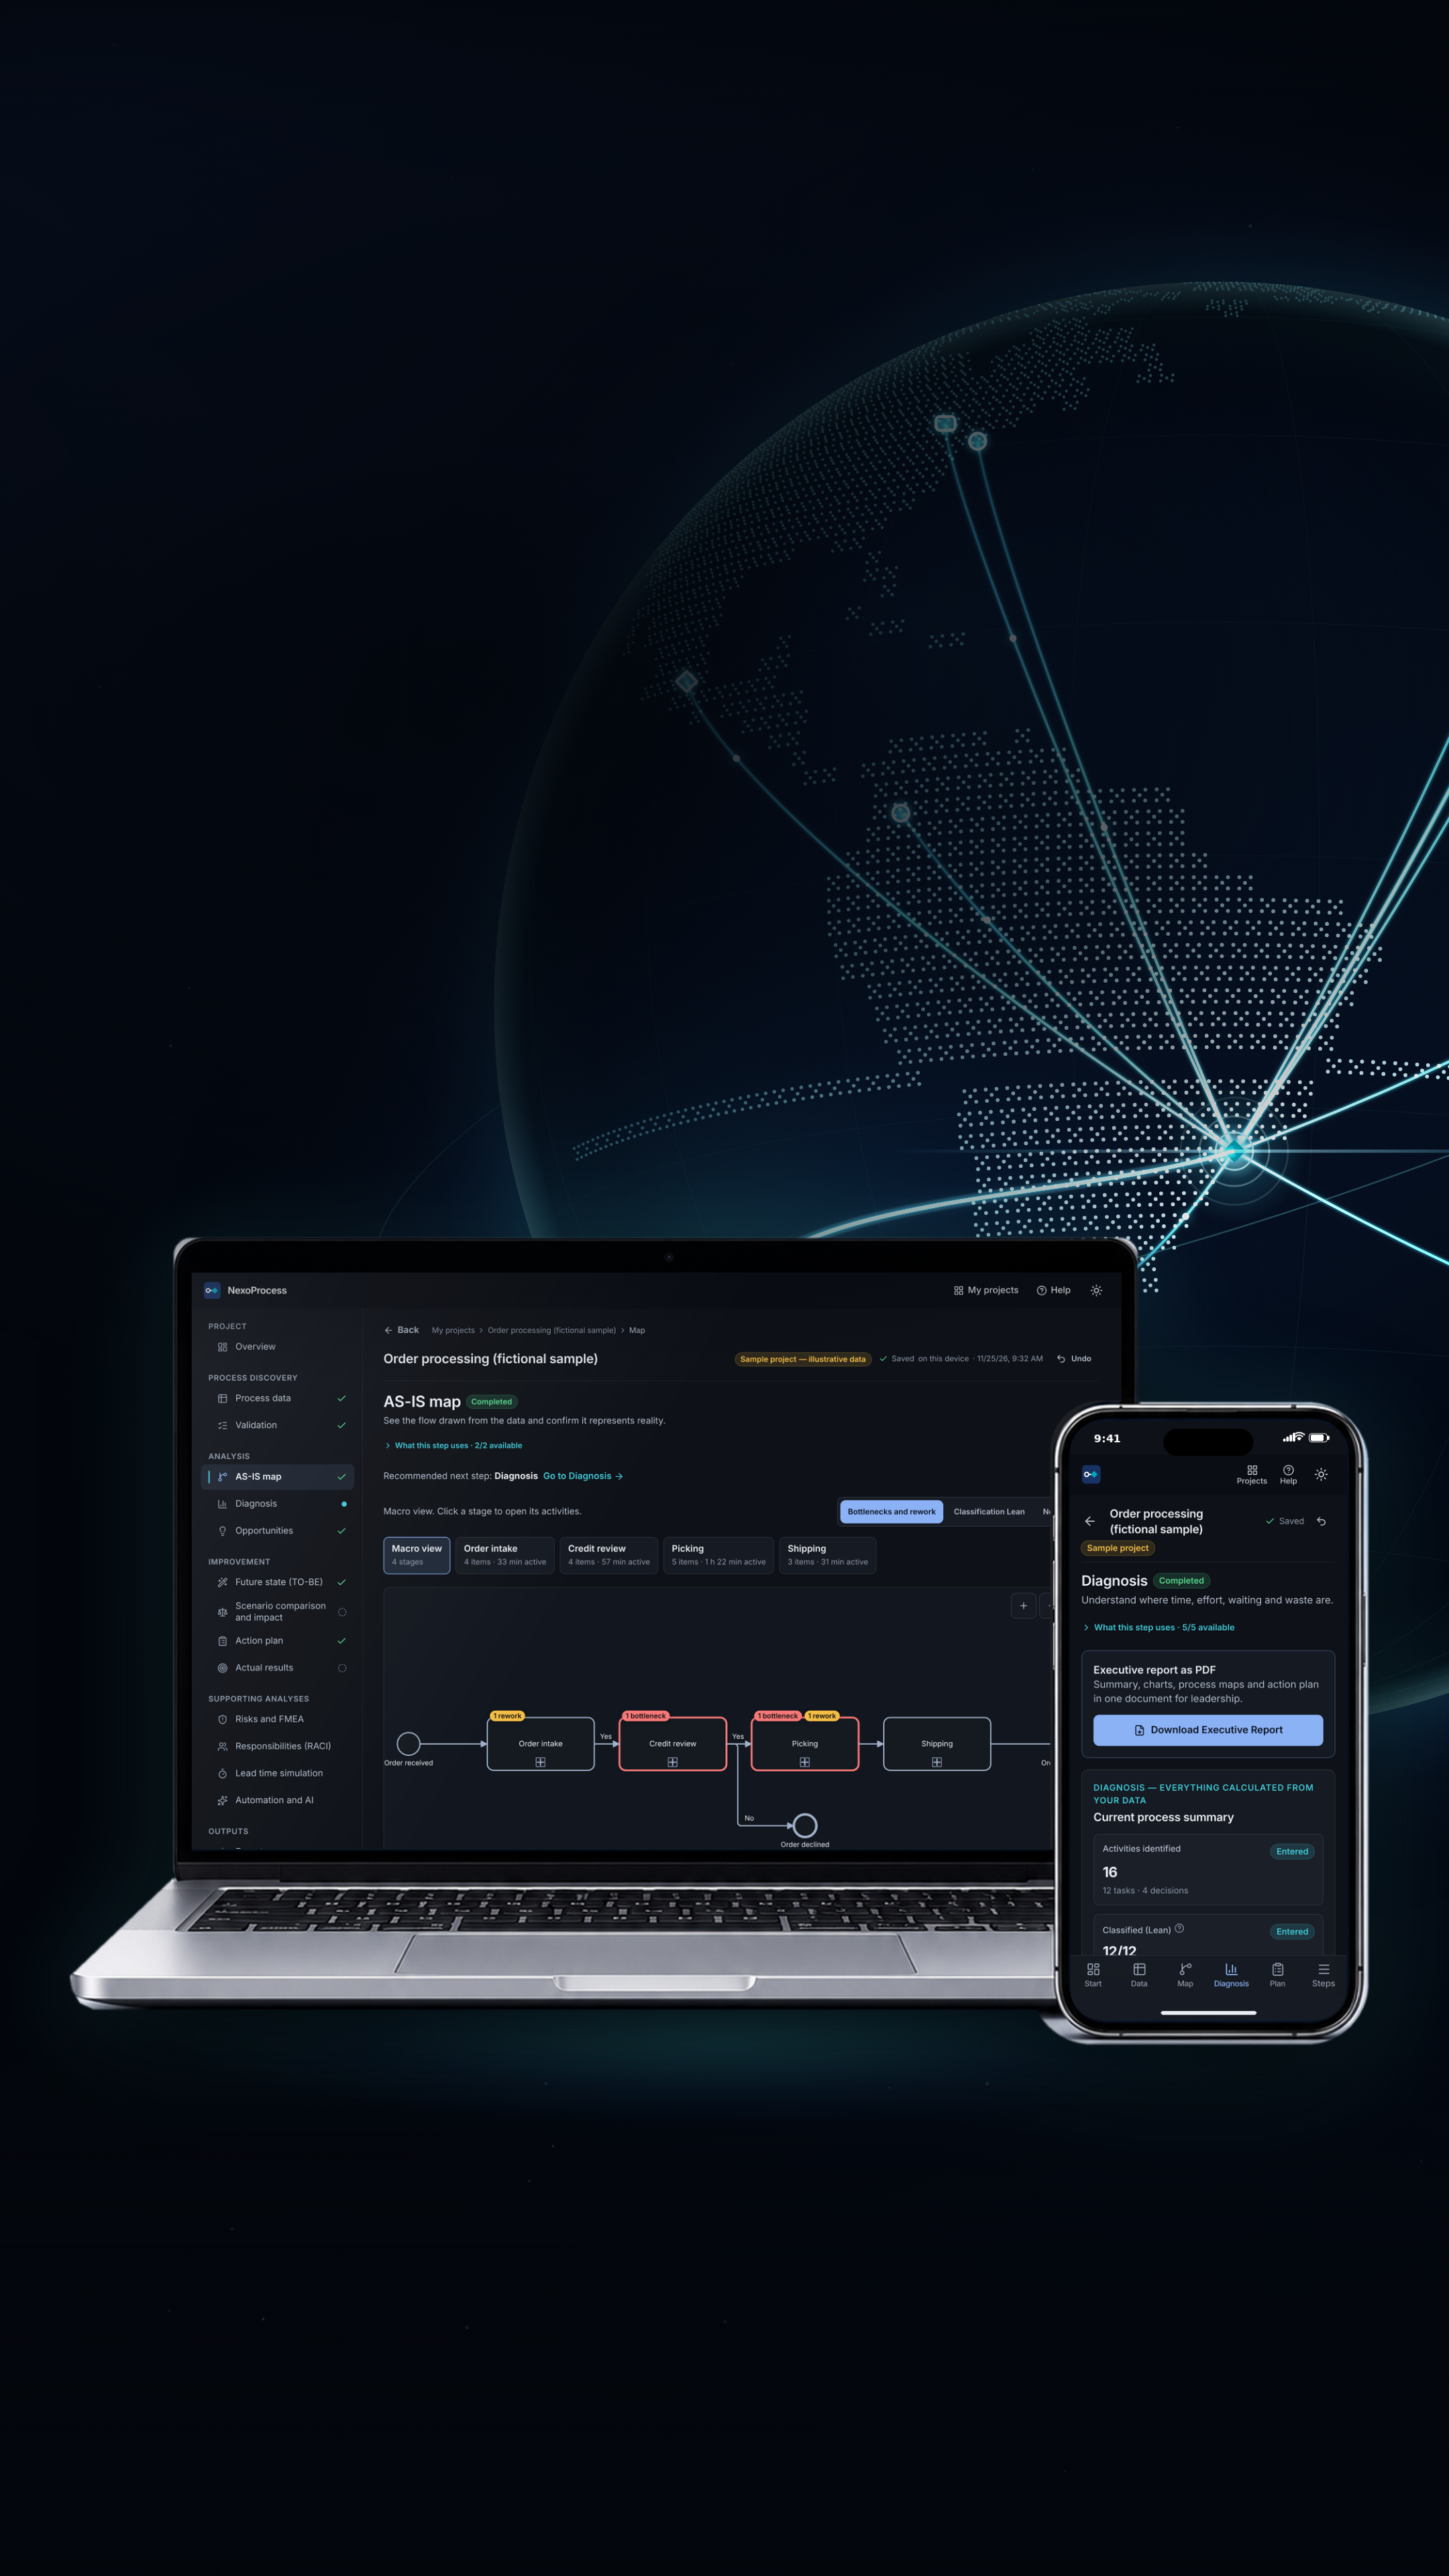 NexoProcess
My projects
Help
PROJECT
Overview
PROCESS DISCOVERY
Process data
Validation
ANALYSIS
AS-IS map
Diagnosis
Opportunities
IMPROVEMENT
Future state (TO-BE)
Scenario comparison
and impact
Action plan
Actual results
SUPPORTING ANALYSES
Risks and FMEA
Responsibilities (RACI)
Lead time simulation
Automation and AI
OUTPUTS
Back My projects > Order processing (fictional sample) > Map
Order processing (fictional sample)
Sample project — illustrative data
Saved on this device · 11/25/26, 9:32 AM
Undo
AS-IS map Completed
See the flow drawn from the data and confirm it represents reality.
What this step uses · 2/2 available
Recommended next step: Diagnosis Go to Diagnosis →
Macro view. Click a stage to open its activities.
Bottlenecks and rework
Classification Lean
Macro view
4 stages
Order intake
4 items · 33 min active
Credit review
4 items · 57 min active
Picking
5 items · 1 h 22 min active
Shipping
3 items · 31 min active
+
Order received
1 rework
Order intake
Yes
1 bottleneck
Credit review
Yes
1 bottleneck
1 rework
Picking
Shipping
No
Order declined
9:41
Projects
Help
Order processing
(fictional sample)
Saved
Sample project
Diagnosis Completed
Understand where time, effort, waiting and waste are.
What this step uses · 5/5 available
Executive report as PDF
Summary, charts, process maps and action plan
in one document for leadership.
Download Executive Report
DIAGNOSIS — EVERYTHING CALCULATED FROM
YOUR DATA
Current process summary
Activities identified
Entered
16
12 tasks · 4 decisions
Classified (Lean)
Entered
12/12
Start
Data
Map
Diagnosis
Plan
Steps